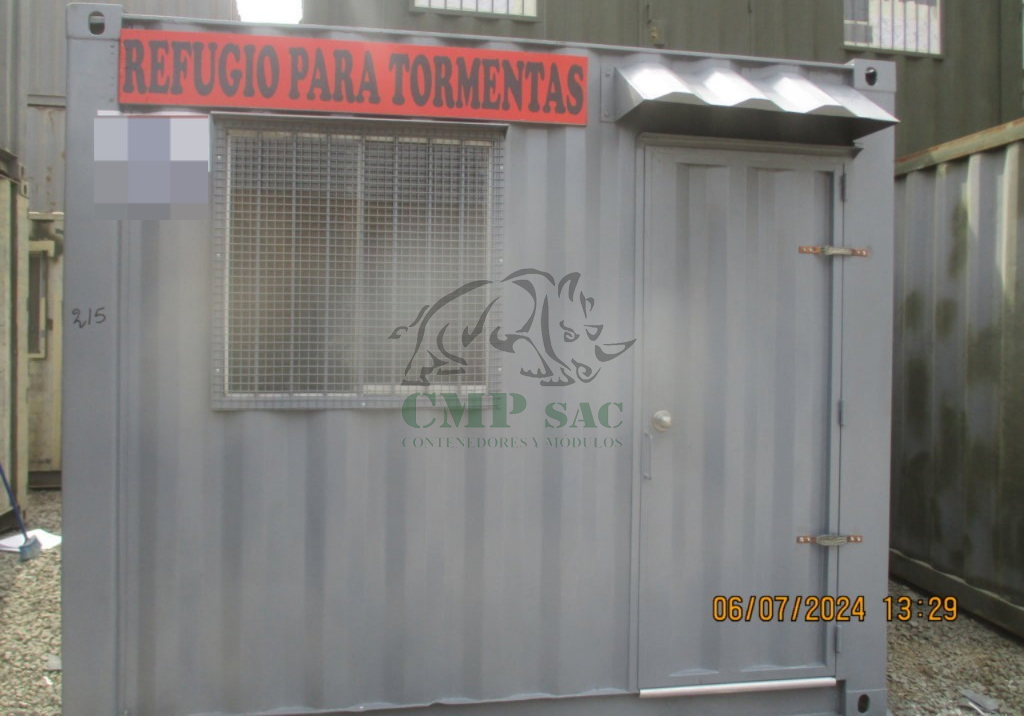 REFUGIO PARA TORMENTAS
215
CMP SAC
CONTENEDORES Y MODULOS
06/07/2024 13:29